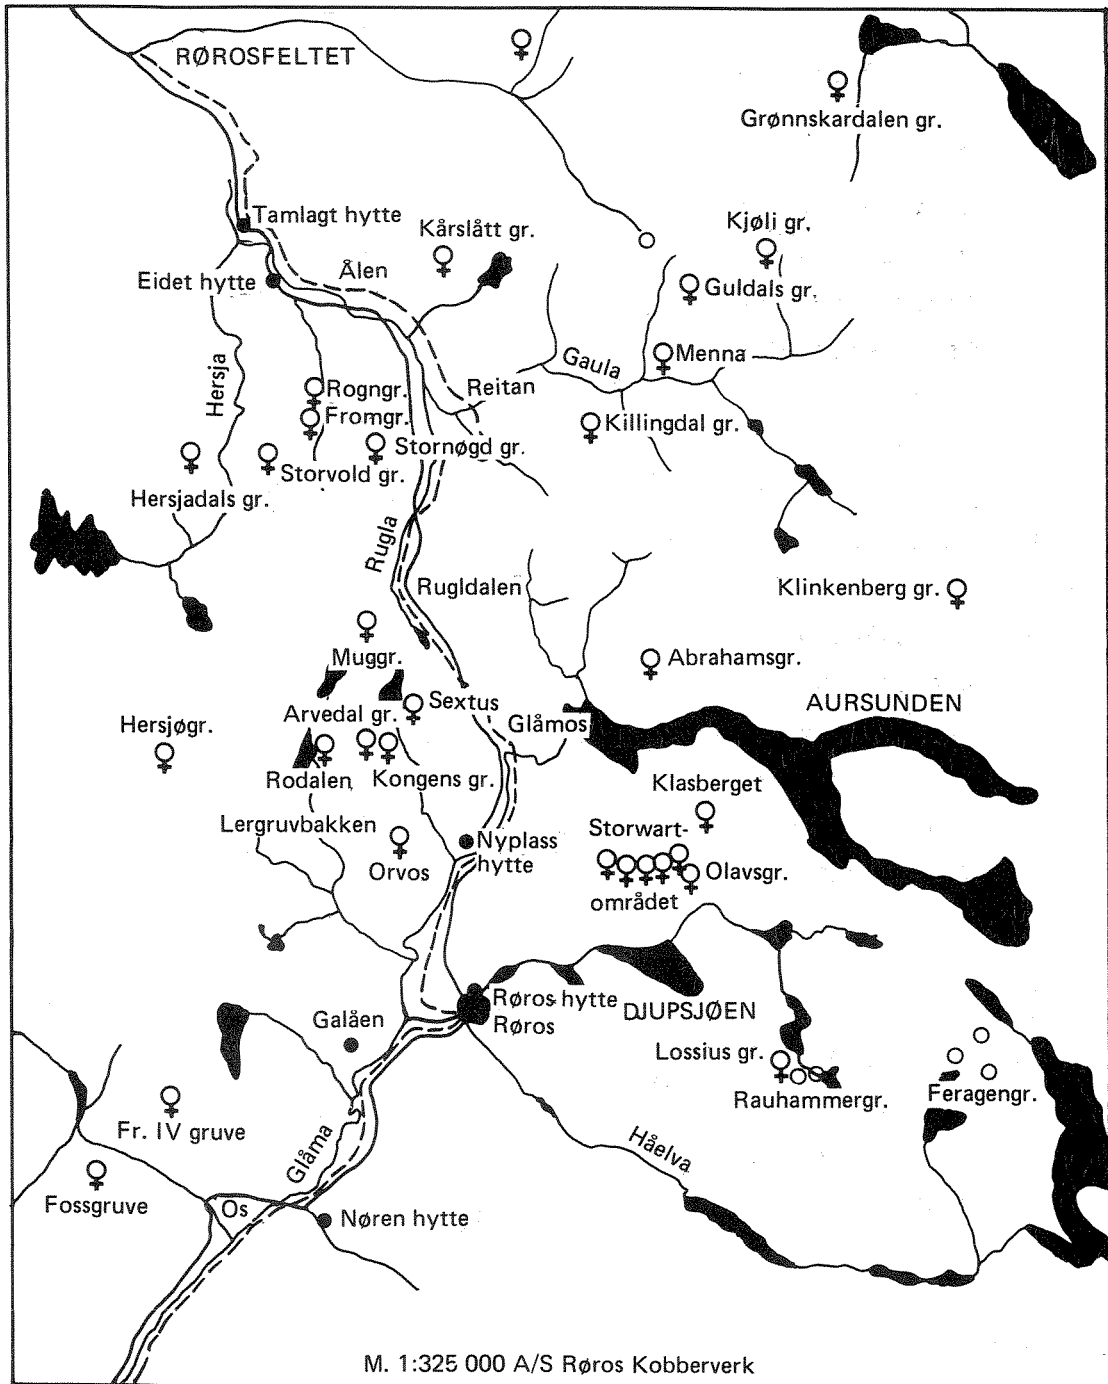 RØROSFELTET
Grønnskardalen gr.
Tamlagt hytte
Kårslått gr.
Kjøli gr.
Eidet hytte
Ålen
Guldals gr.
Hersja
Gaula
Menna
Reitan
Rogngr.
Fromgr.
Killingdal gr.
Stornøgd gr.
Storvold gr.
Hersjadals gr.
Rugla
Rugldalen
Klinkenberg gr.
Muggr.
Abrahamsgr.
Sextus
AURSUNDEN
Arvedal gr.
Glåmos
Hersjøgr.
Rodalen
Kongens gr.
Klasberget
Lergruvbakken
Nyplass
hytte
Storwart-
området
Orvos
Olavsgr.
Røros hytte
Røros
DJUPSJØEN
Galåen
Lossius gr.
Rauhammergr.
Feragengr.
Fr. IV gruve
Glåma
Håelva
Fossgruve
Os
Nøren hytte
M. 1:325 000 A/S Røros Kobberverk